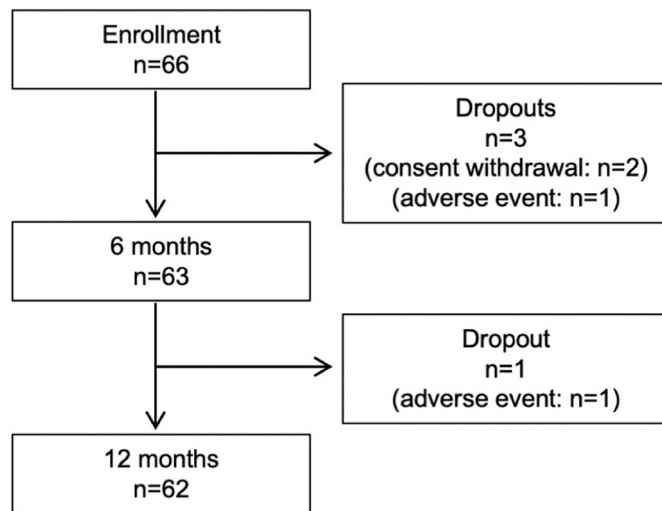 Enrollment
n=66
Dropouts
n=3
(consent withdrawal: n=2)
(adverse event: n=1)
6 months
n=63
Dropout
n=1
(adverse event: n=1)
12 months
n=62